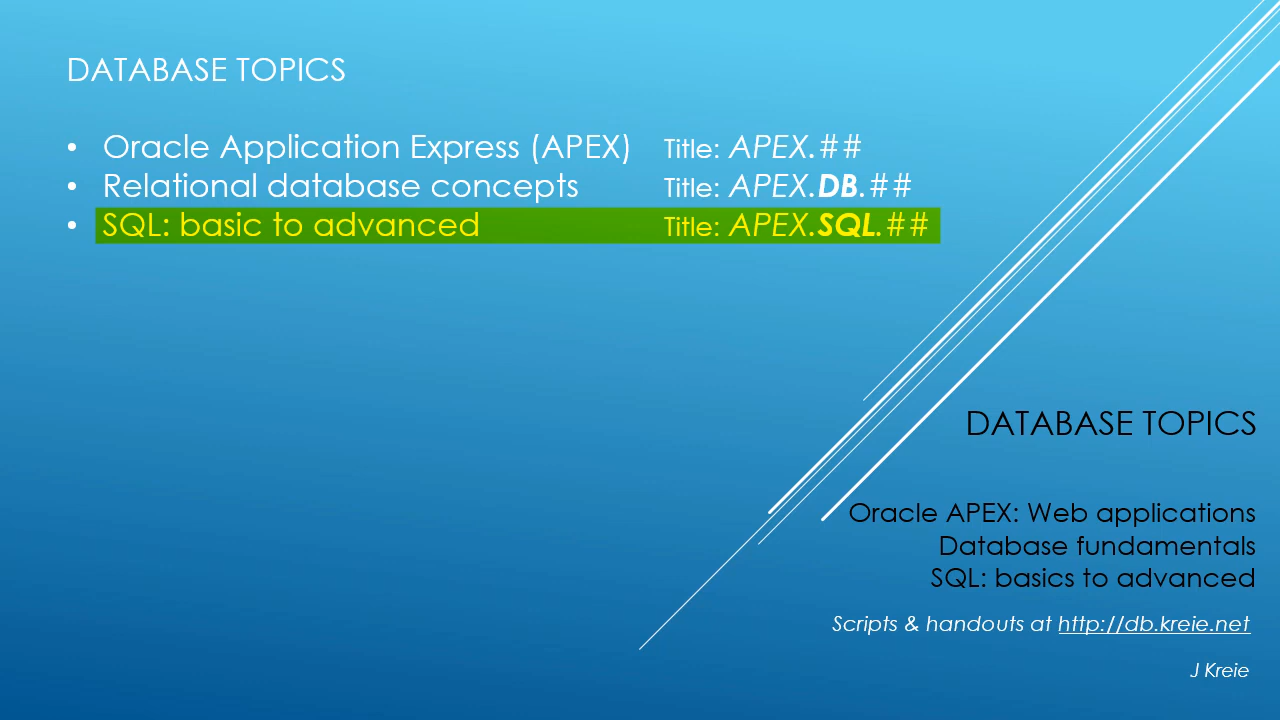 DATABASE TOPICS
• Oracle Application Express (APEX) Title: APEX.##
• Relational database concepts Title: APEX.DB.##
• SQL: basic to advanced Title: APEX.SQL.##
DATABASE TOPICS
Oracle APEX: Web applications
Database fundamentals
SQL: basics to advanced
Scripts & handouts at http://db.kreie.net
J Kreie